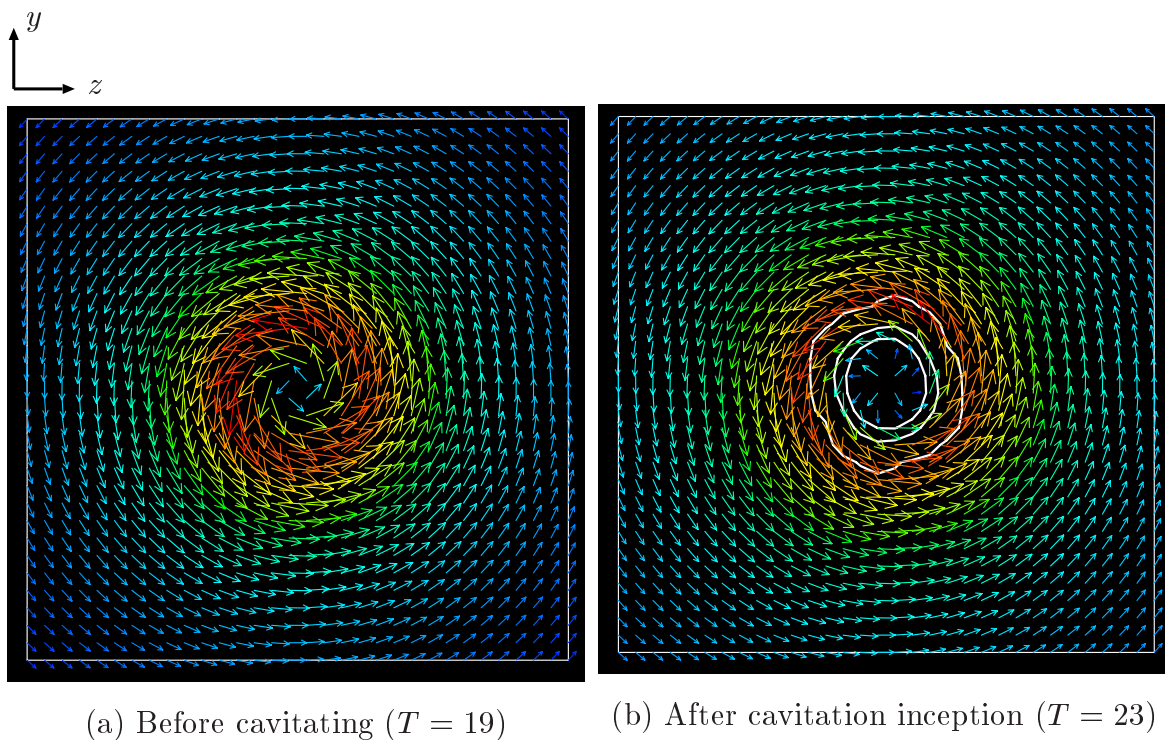 y
z
(a) Before cavitating (T = 19)
(b) After cavitation inception (T = 23)